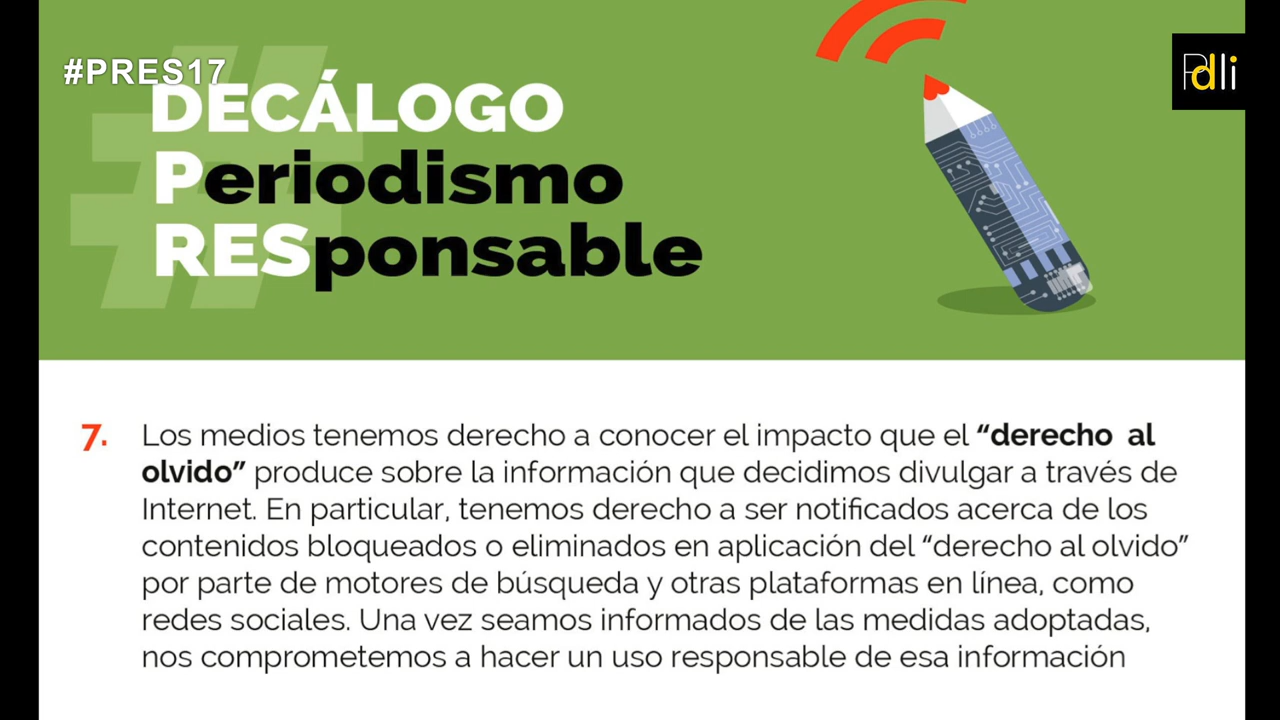 #PRES17
Pdli
DECÁLOGO
Periodismo
RESponsable
7. Los medios tenemos derecho a conocer el impacto que el “derecho al
olvido” produce sobre la información que decidimos divulgar a través de
Internet. En particular, tenemos derecho a ser notificados acerca de los
contenidos bloqueados o eliminados en aplicación del “derecho al olvido”
por parte de motores de búsqueda y otras plataformas en línea, como
redes sociales. Una vez seamos informados de las medidas adoptadas,
nos comprometemos a hacer un uso responsable de esa información